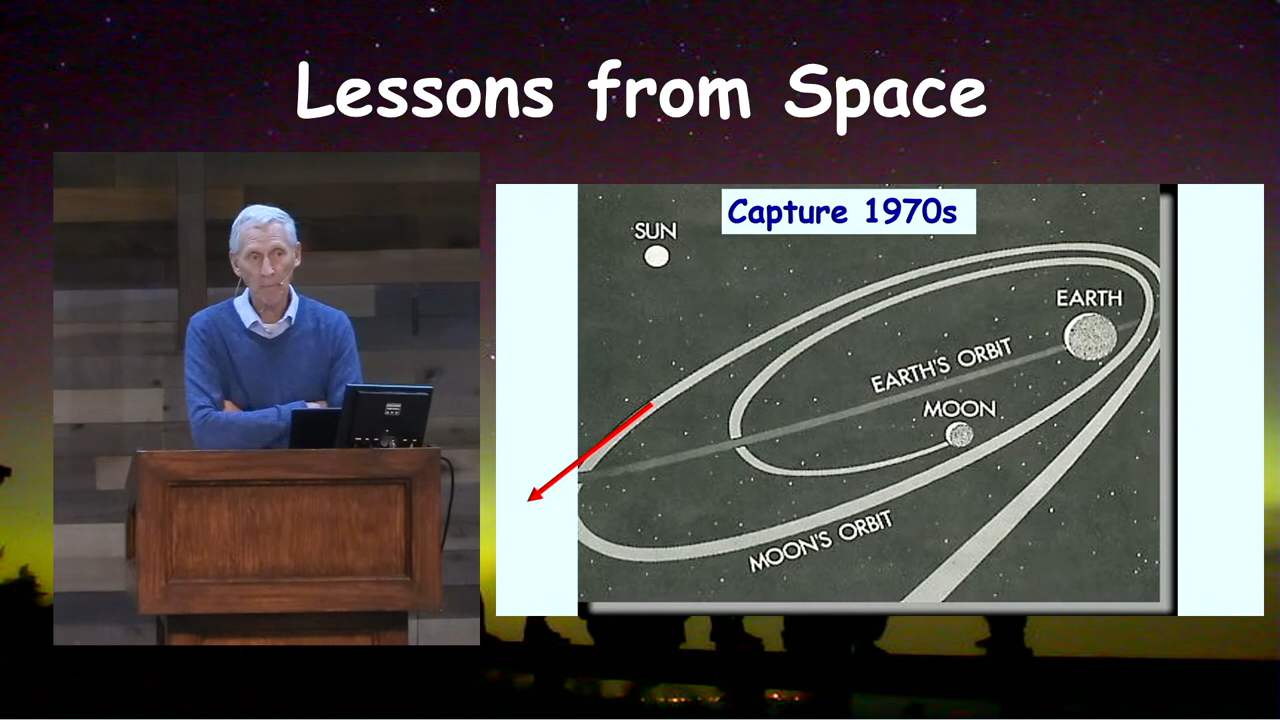 Lessons from Space
Capture 1970s
SUN
EARTH
EARTH'S ORBIT
MOON
MOON'S ORBIT